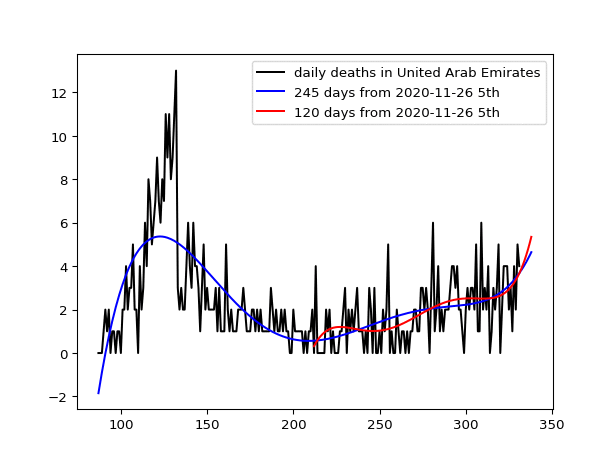 daily deaths in United Arab Emirates
245 days from 2020-11-26 5th
120 days from 2020-11-26 5th
12
10
8
6
4
2
0
−2
100 150 200 250 300 350